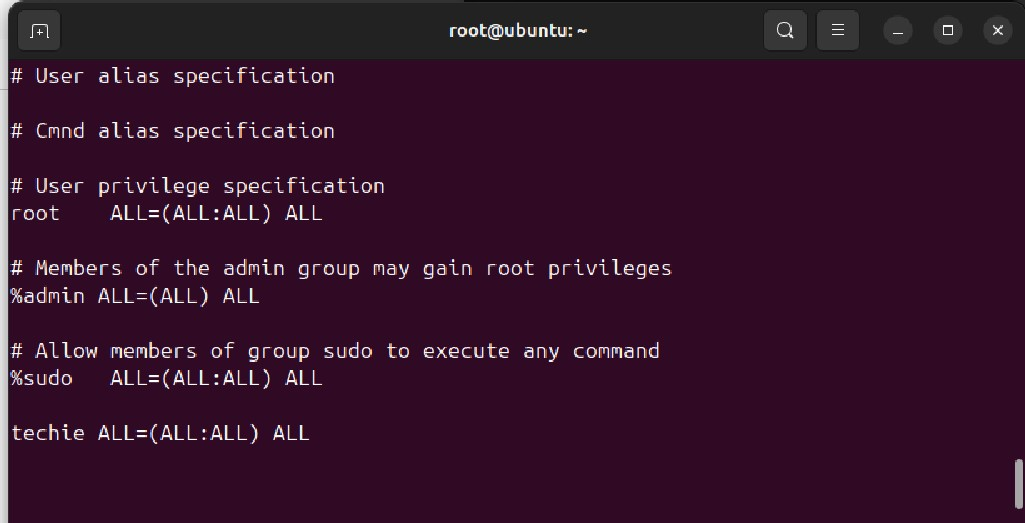 root@ubuntu: ~
# User alias specification
# Cmnd alias specification
# User privilege specification
root    ALL=(ALL:ALL) ALL
# Members of the admin group may gain root privileges
%admin ALL=(ALL) ALL
# Allow members of group sudo to execute any command
%sudo   ALL=(ALL:ALL) ALL
techie ALL=(ALL:ALL) ALL